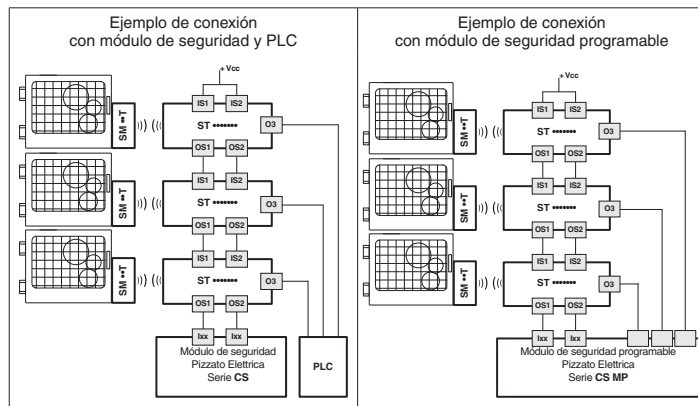 Ejemplo de conexión
con módulo de seguridad y PLC
+ Vcc
IS1 IS2
SM ••T
ST •••••••
O3
OS1 OS2
IS1 IS2
SM ••T
ST •••••••
O3
OS1 OS2
IS1 IS2
SM ••T
ST •••••••
O3
OS1 OS2
Ixx Ixx
Módulo de seguridad
Pizzato Elettrica
Serie CS
PLC
Ejemplo de conexión
con módulo de seguridad programable
+ Vcc
IS1 IS2
SM ••T
ST •••••••
O3
OS1 OS2
IS1 IS2
SM ••T
ST •••••••
O3
OS1 OS2
IS1 IS2
SM ••T
ST •••••••
O3
OS1 OS2
Ixx Ixx
Módulo de seguridad programable
Pizzato Elettrica
Serie CS MP